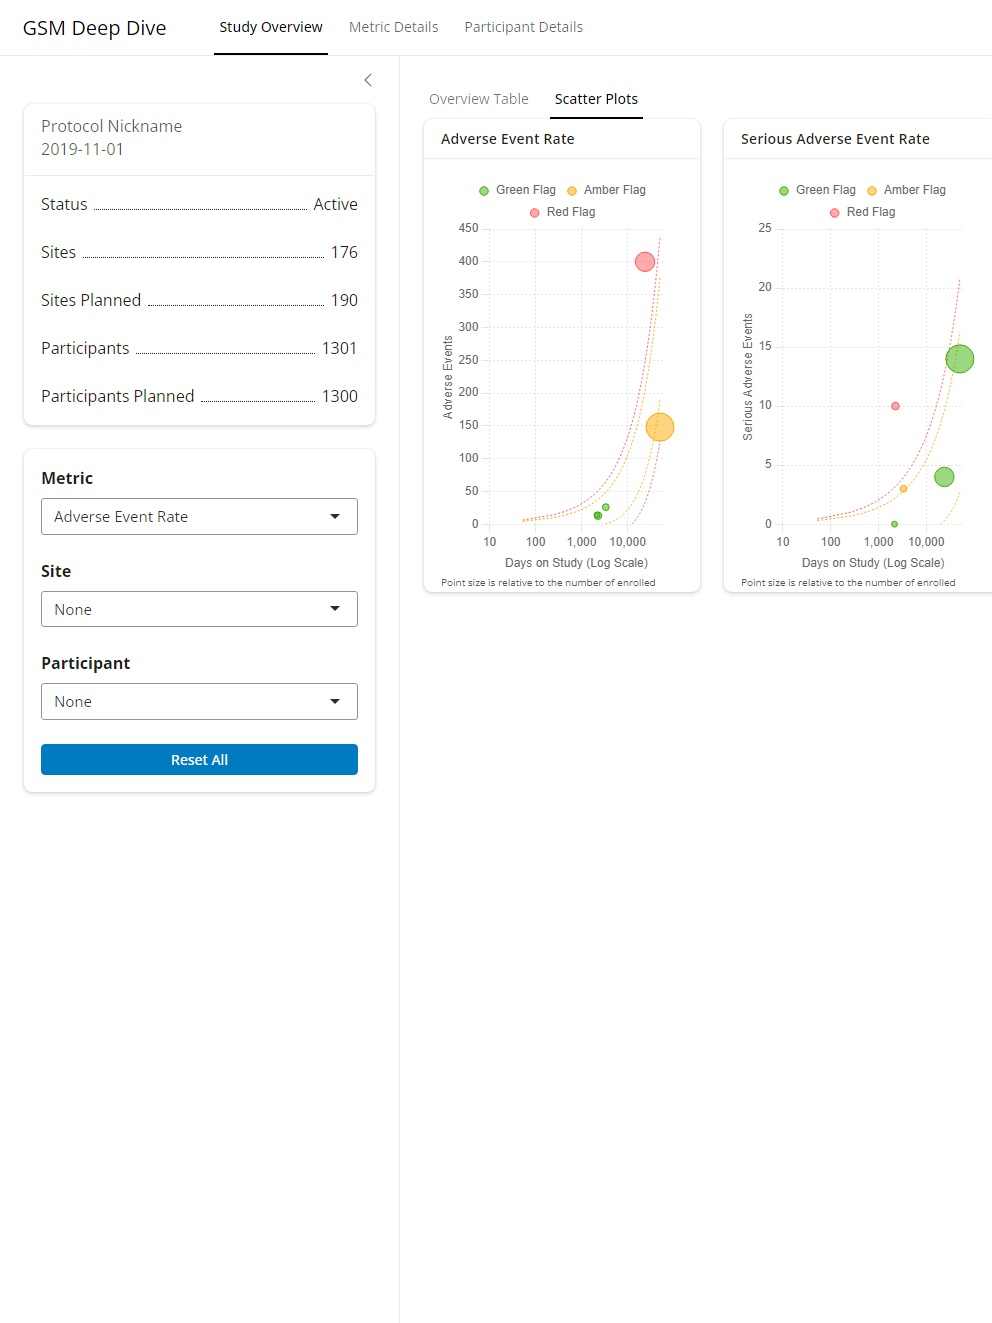 GSM Deep Dive
Study Overview
Metric Details
Participant Details
Protocol Nickname
2019-11-01
Status Active
Sites 176
Sites Planned 190
Participants 1301
Participants Planned 1300
Metric
Adverse Event Rate
Site
None
Participant
None
Reset All
Overview Table
Scatter Plots
Adverse Event Rate
Green Flag
Amber Flag
Red Flag
450
400
350
300
250
200
150
100
50
0
Adverse Events
10
100
1,000
10,000
Days on Study (Log Scale)
Point size is relative to the number of enrolled
Serious Adverse Event Rate
Green Flag
Amber Flag
Red Flag
25
20
15
10
5
0
Serious Adverse Events
10
100
1,000
10,000
Days on Study (Log Scale)
Point size is relative to the number of enrolled